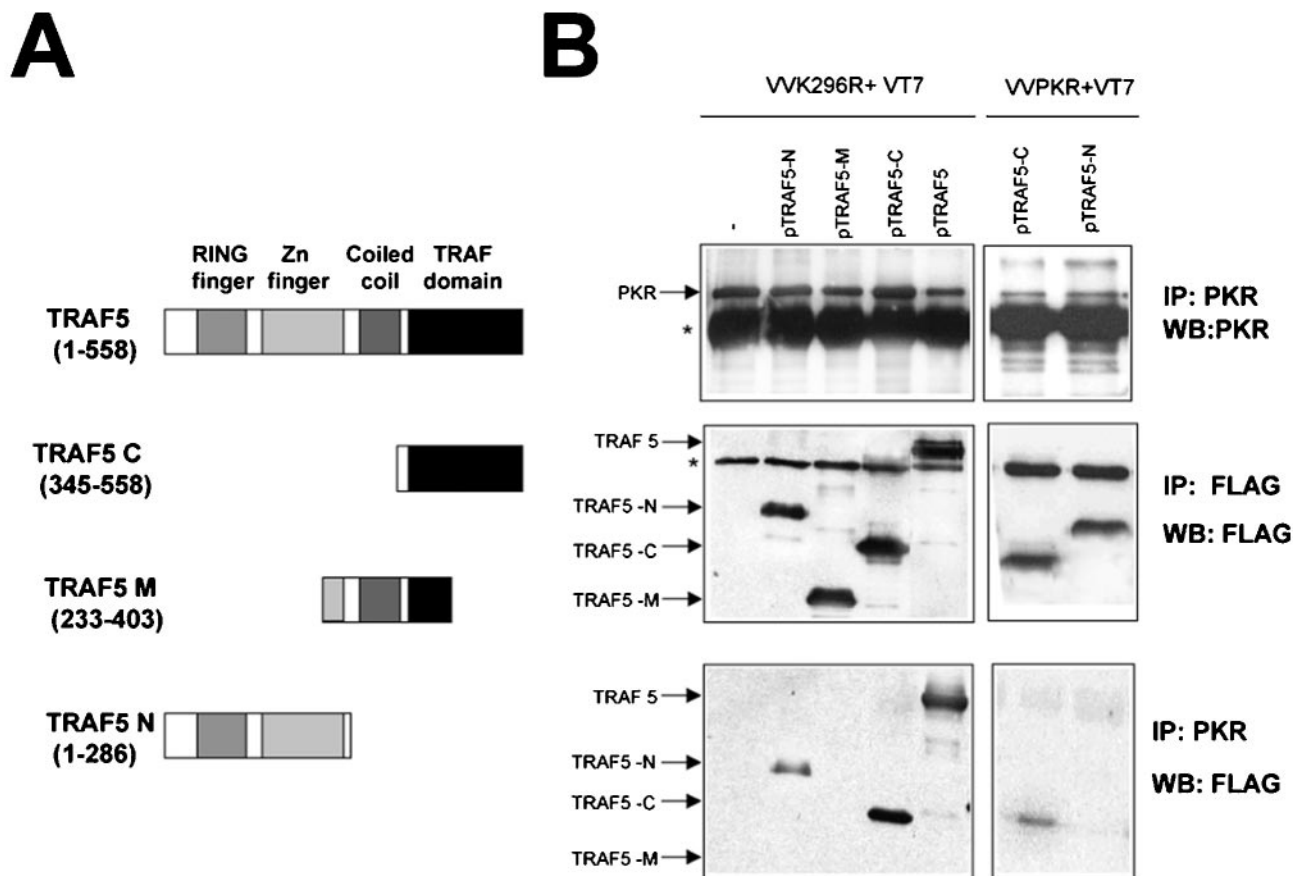 A
RING finger
Zn finger
Coiled coil
TRAF domain
TRAF5
(1-558)
TRAF5 C
(345-558)
TRAF5 M
(233-403)
TRAF5 N
(1-286)
B
VVK296R+ VT7
VVPKR+VT7
-
pTRAF5-N
pTRAF5-M
pTRAF5-C
pTRAF5
pTRAF5-C
pTRAF5-N
PKR
*
IP: PKR
WB:PKR
TRAF 5
*
TRAF5 -N
TRAF5 -C
TRAF5 -M
IP: FLAG
WB: FLAG
TRAF 5
TRAF5 -N
TRAF5 -C
TRAF5 -M
IP: PKR
WB: FLAG